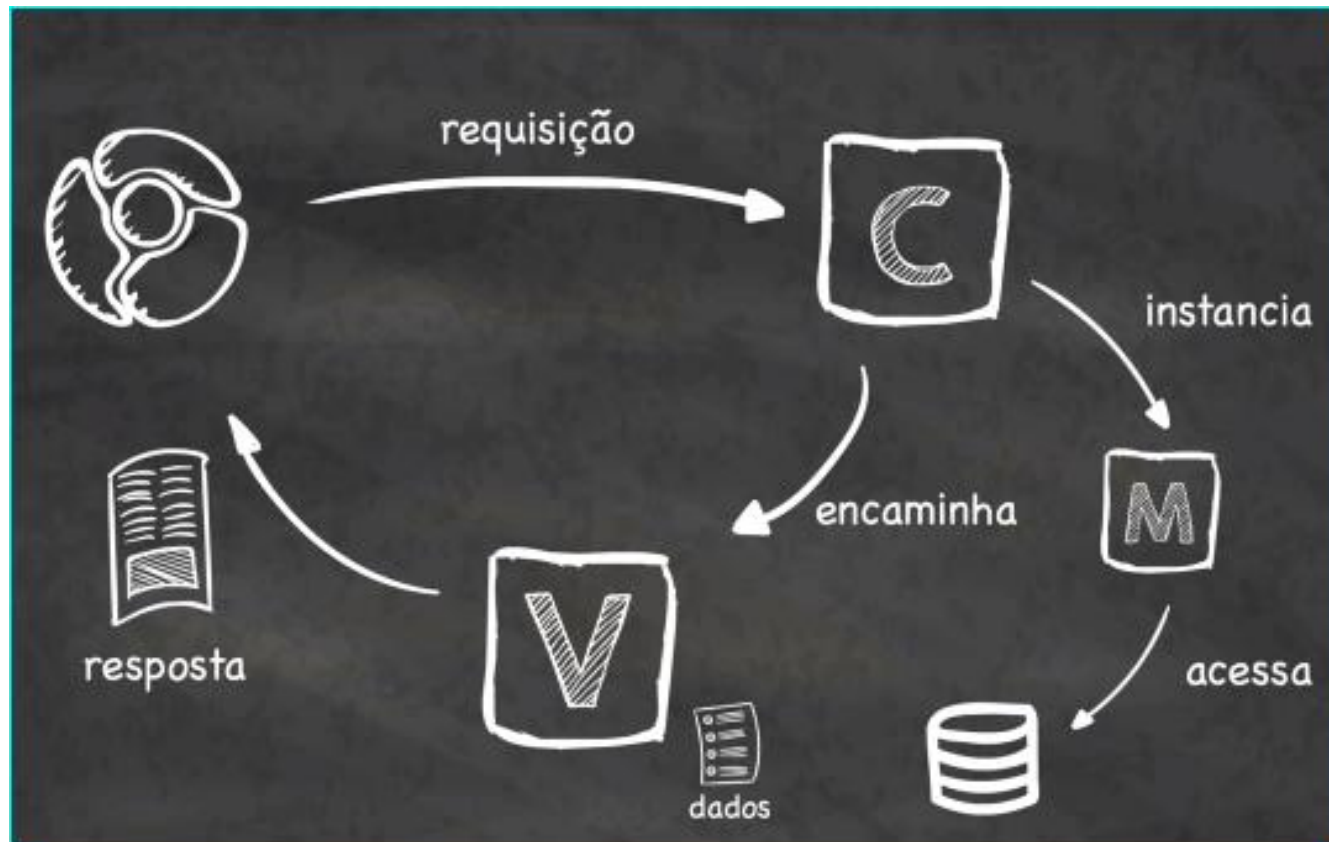 requisição
C
instancia
encaminha
M
V
resposta
acessa
dados